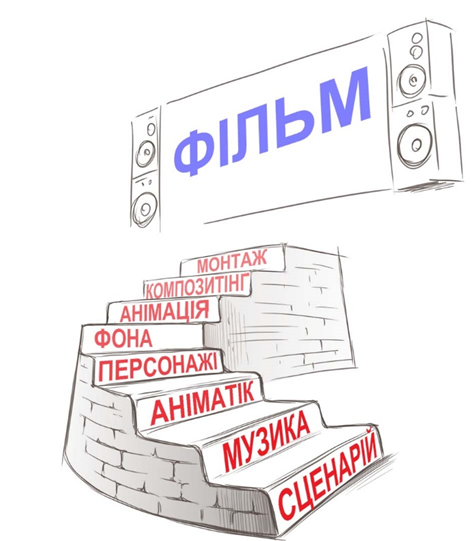 ФІЛЬМ
МОНТАЖ
КОМПОЗИТІНГ
АНІМАЦІЯ
ФОНА
ПЕРСОНАЖІ
АНІМАТІК
МУЗИКА
СЦЕНАРІЙ